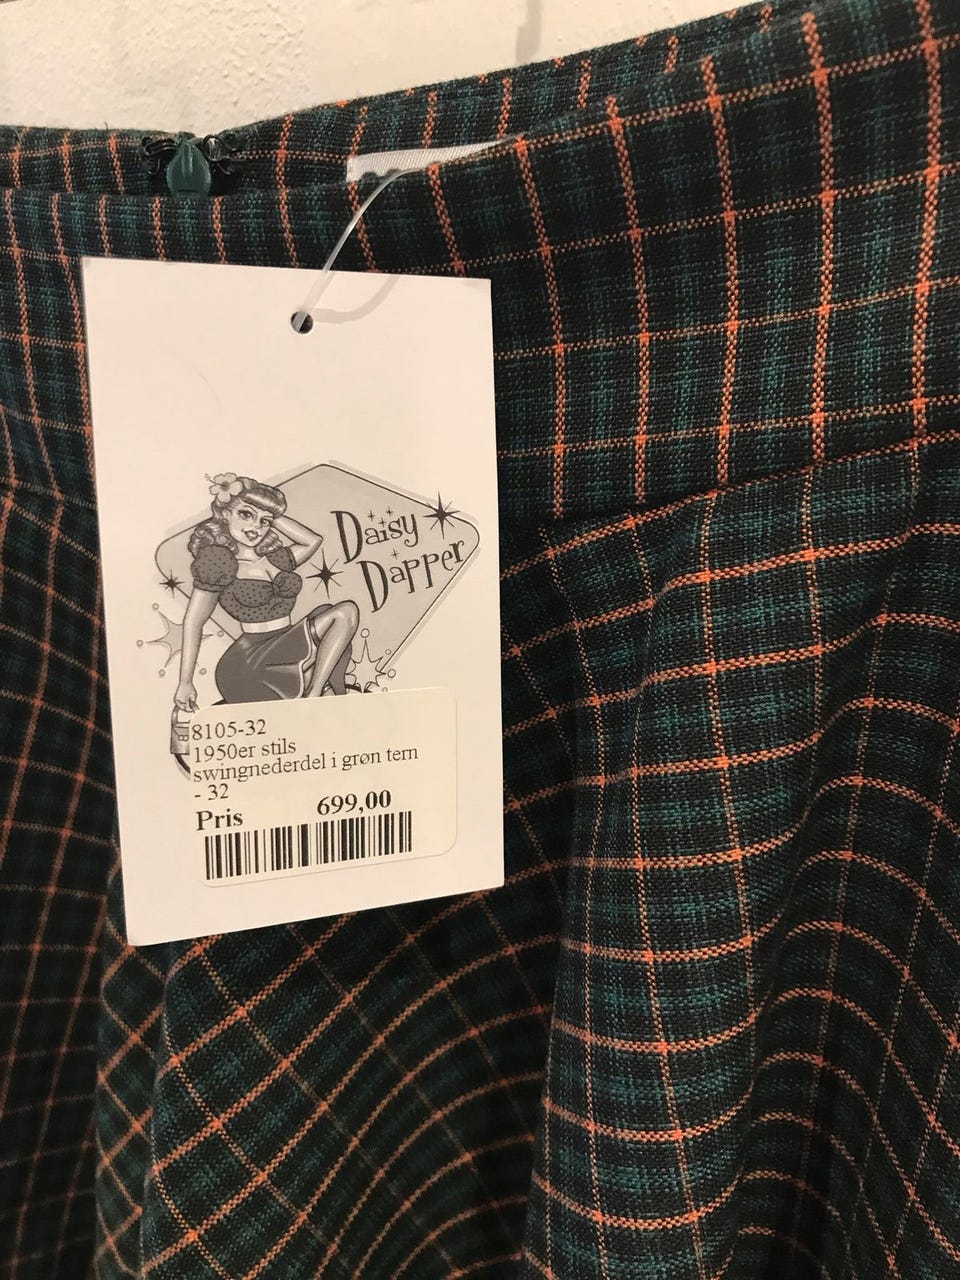 Daisy
Dapper
8105-32
1950er stils
swingnederdel i grøn tern
- 32
Pris 699,00